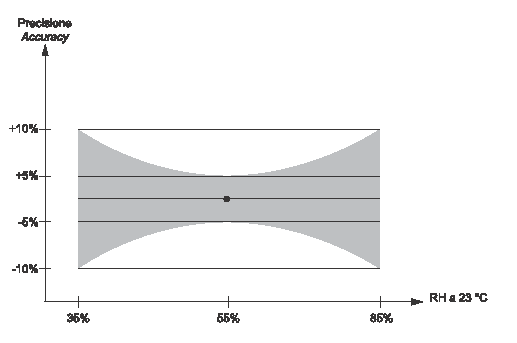 Precisione
Accuracy
+10%
+5%
-5%
-10%
RH a 23 °C
35%
55%
85%